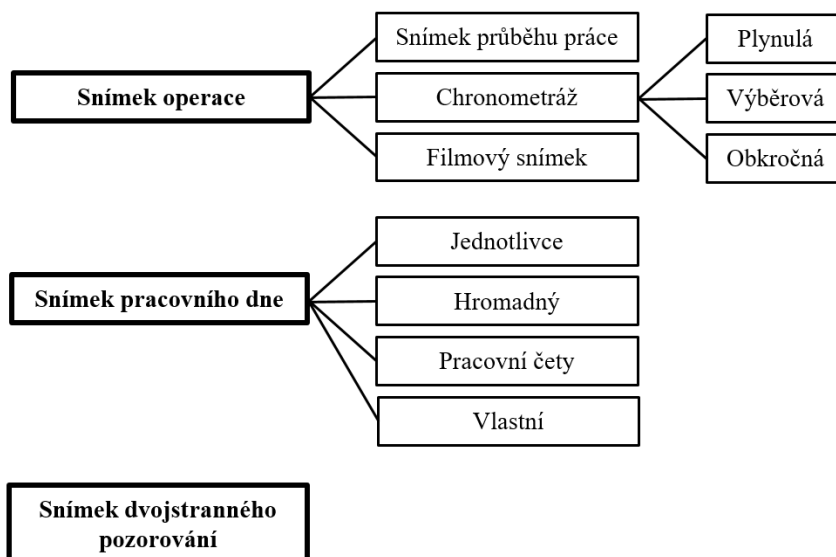 Snímek operace
Snímek průběhu práce
Chronometráž
Filmový snímek
Plynulá
Výběrová
Obkročná
Snímek pracovního dne
Jednotlivce
Hromadný
Pracovní čety
Vlastní
Snímek dvojstranného
pozorování